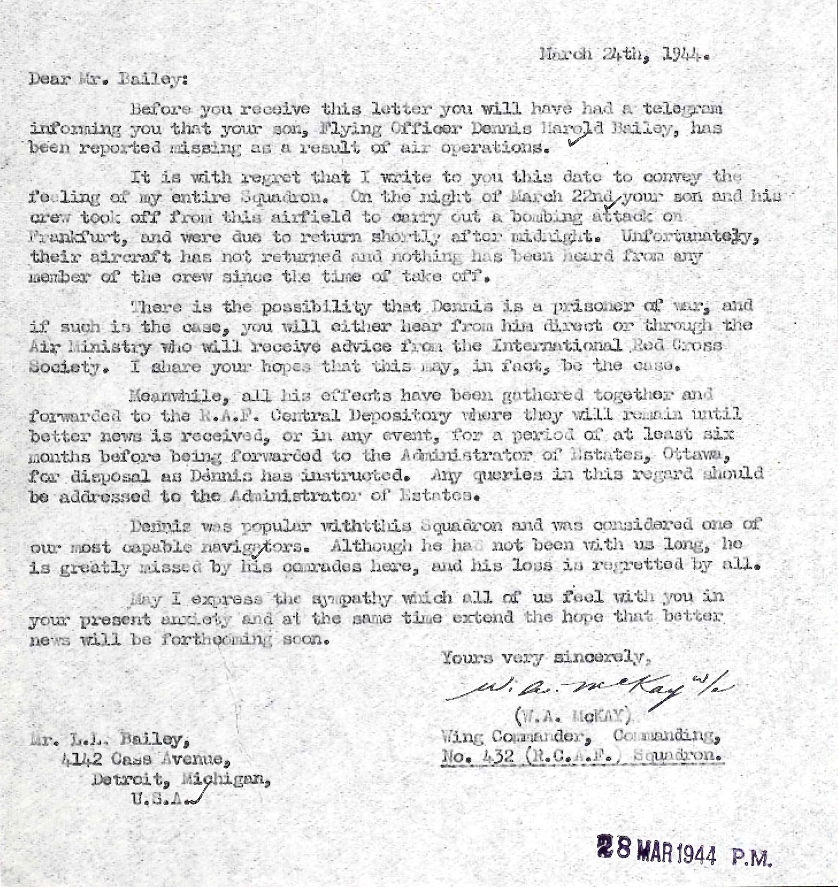 March 24th, 1944.
Dear Mr. Bailey:
Before you receive this letter you will have had a telegram
informing you that your son, Flying Officer Dennis Harold Bailey, has
been reported missing as a result of air operations.
It is with regret that I write to you this date to convey the
feeling of my entire Squadron. On the night of March 22nd your son and his
crew took off from this airfield to carry out a bombing attack on
Frankfurt, and were due to return shortly after midnight. Unfortunately,
their aircraft has not returned and nothing has been heard from any
member of the crew since the time of take off.
There is the possibility that Dennis is a prisoner of war, and
if such is the case, you will either hear from him direct or through the
Air Ministry who will receive advice from the International Red Cross
Society. I share your hopes that this may, in fact, be the case.
Meanwhile, all his effects have been gathered together and
forwarded to the R.A.F. Central Depository where they will remain until
better news is received, or in any event, for a period of at least six
months before being forwarded to the Administrator of Estates, Ottawa,
for disposal as Dennis has instructed. Any queries in this regard should
be addressed to the Administrator of Estates.
Dennis was popular withtthis Squadron and was considered one of
our most capable navigators. Although he had not been with us long, he
is greatly missed by his comrades here, and his loss is regretted by all.
May I express the sympathy which all of us feel with you in
your present anxiety and at the same time extend the hope that better
news will be forthcoming soon.
Yours very sincerely,
W. A. McKay w/c
(W.A. McKAY)
Wing Commander, Commanding,
No. 432 (R.C.A.F.) Squadron.
Mr. L.L. Bailey,
4142 Cass Avenue,
Detroit, Michigan,
U.S.A.
28 MAR 1944 P.M.